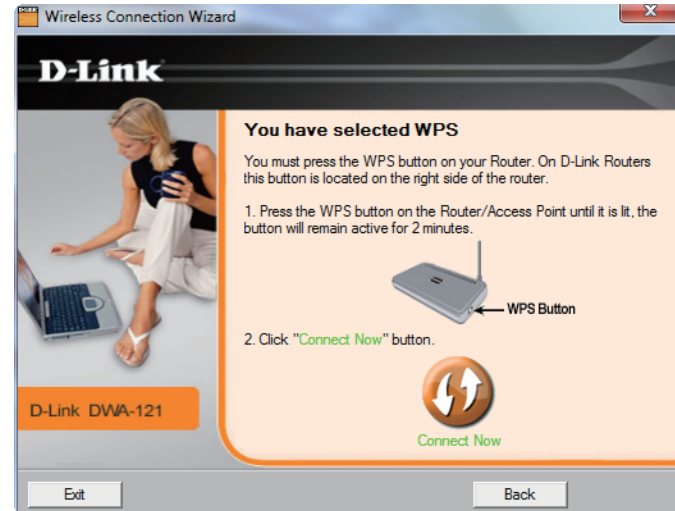 Wireless Connection Wizard
D-Link
You have selected WPS
You must press the WPS button on your Router. On D-Link Routers
this button is located on the right side of the router.
1. Press the WPS button on the Router/Access Point until it is lit, the
button will remain active for 2 minutes.
WPS Button
2. Click "Connect Now" button.
D-Link DWA-121
Connect Now
Exit
Back